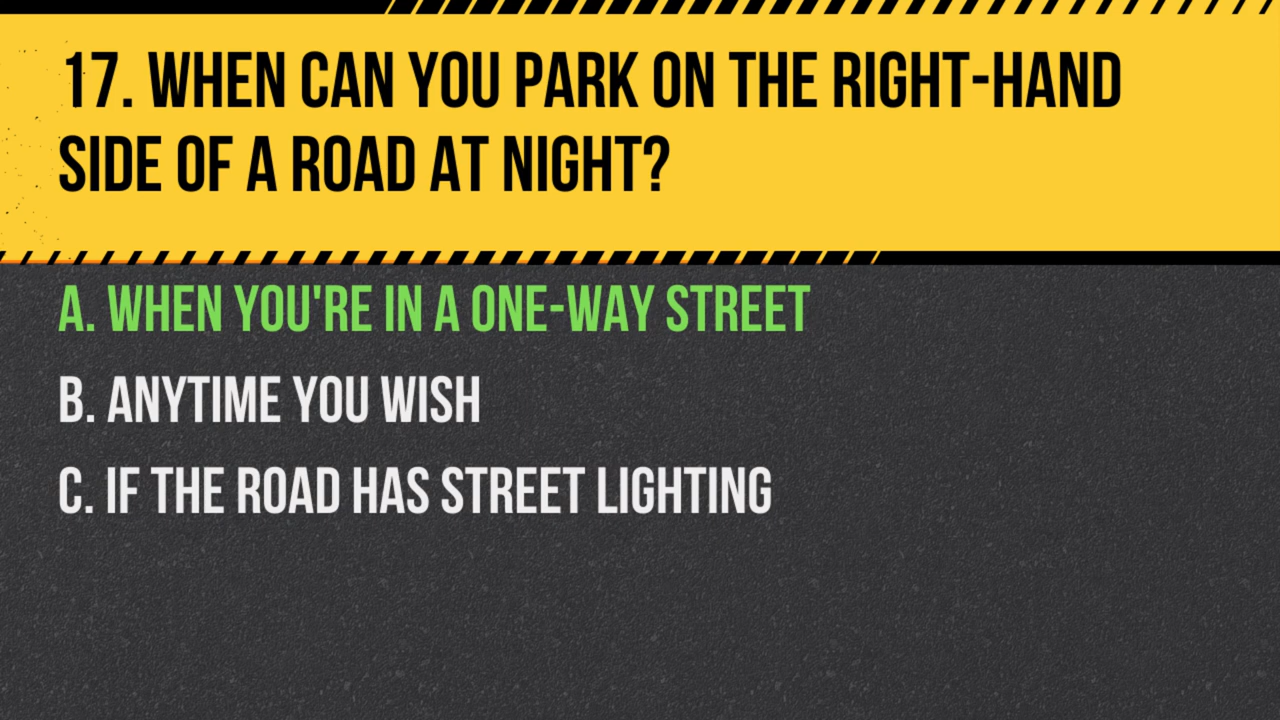 17. WHEN CAN YOU PARK ON THE RIGHT-HAND
SIDE OF A ROAD AT NIGHT?
A. WHEN YOU'RE IN A ONE-WAY STREET
B. ANYTIME YOU WISH
C. IF THE ROAD HAS STREET LIGHTING